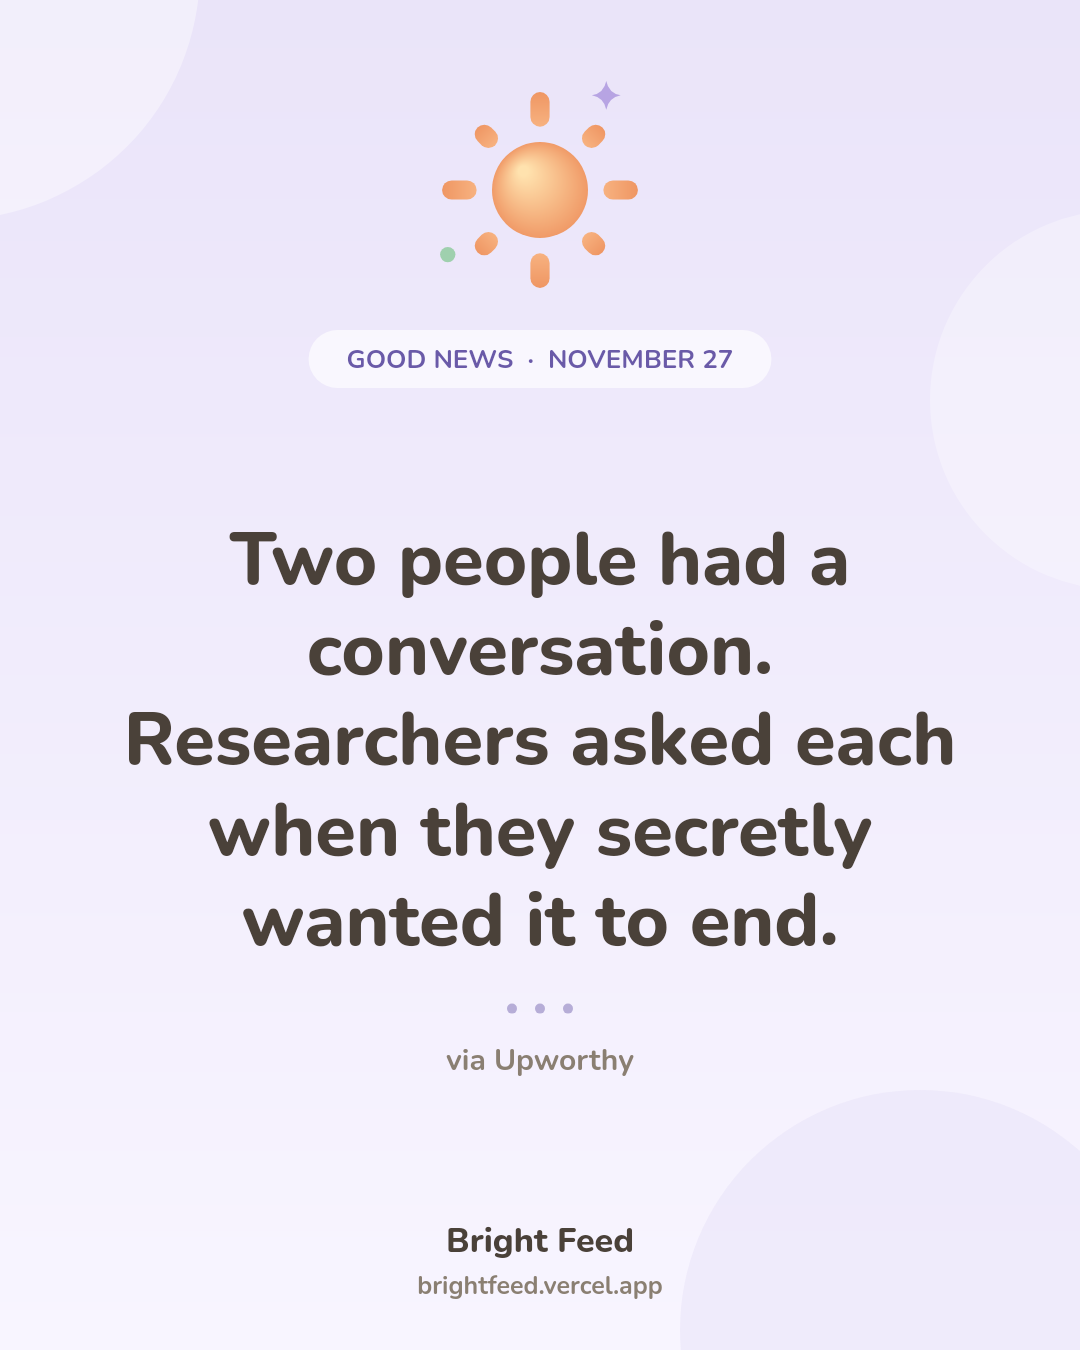 GOOD NEWS · NOVEMBER 27
Two people had a
conversation.
Researchers asked each
when they secretly
wanted it to end.
via Upworthy
Bright Feed
brightfeed.vercel.app